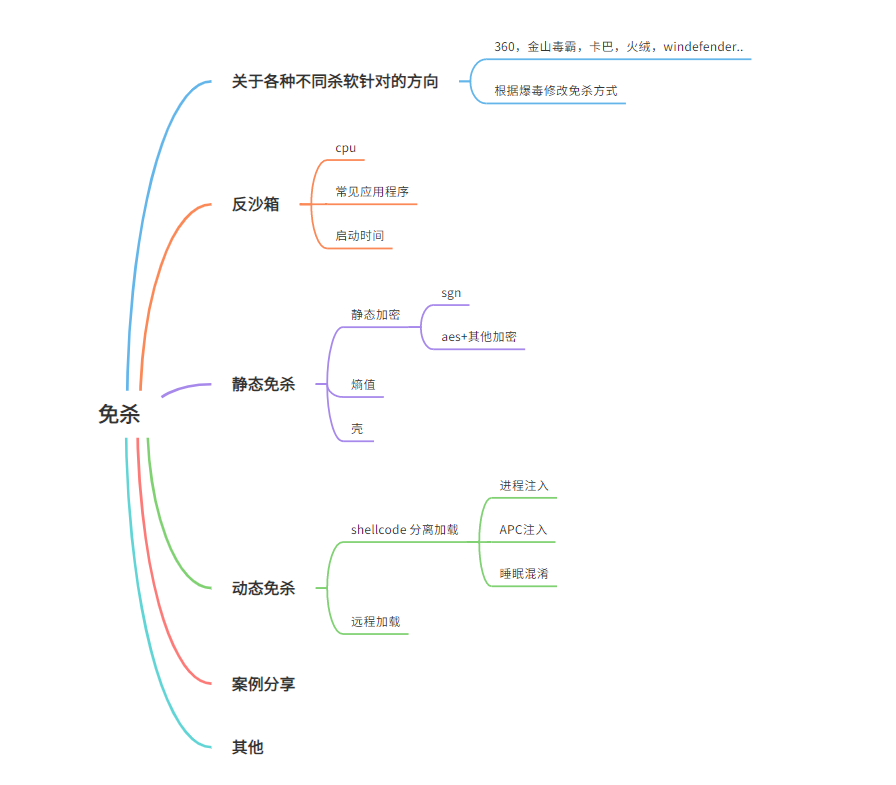 360，金山毒霸，卡巴，火绒，windefender..
关于各种不同杀软针对的方向
根据爆毒修改免杀方式
cpu
常见应用程序
反沙箱
启动时间
sgn
静态加密
aes+其他加密
静态免杀
熵值
免杀
壳
进程注入
shellcode 分离加载
APC注入
睡眠混淆
动态免杀
远程加载
案例分享
其他